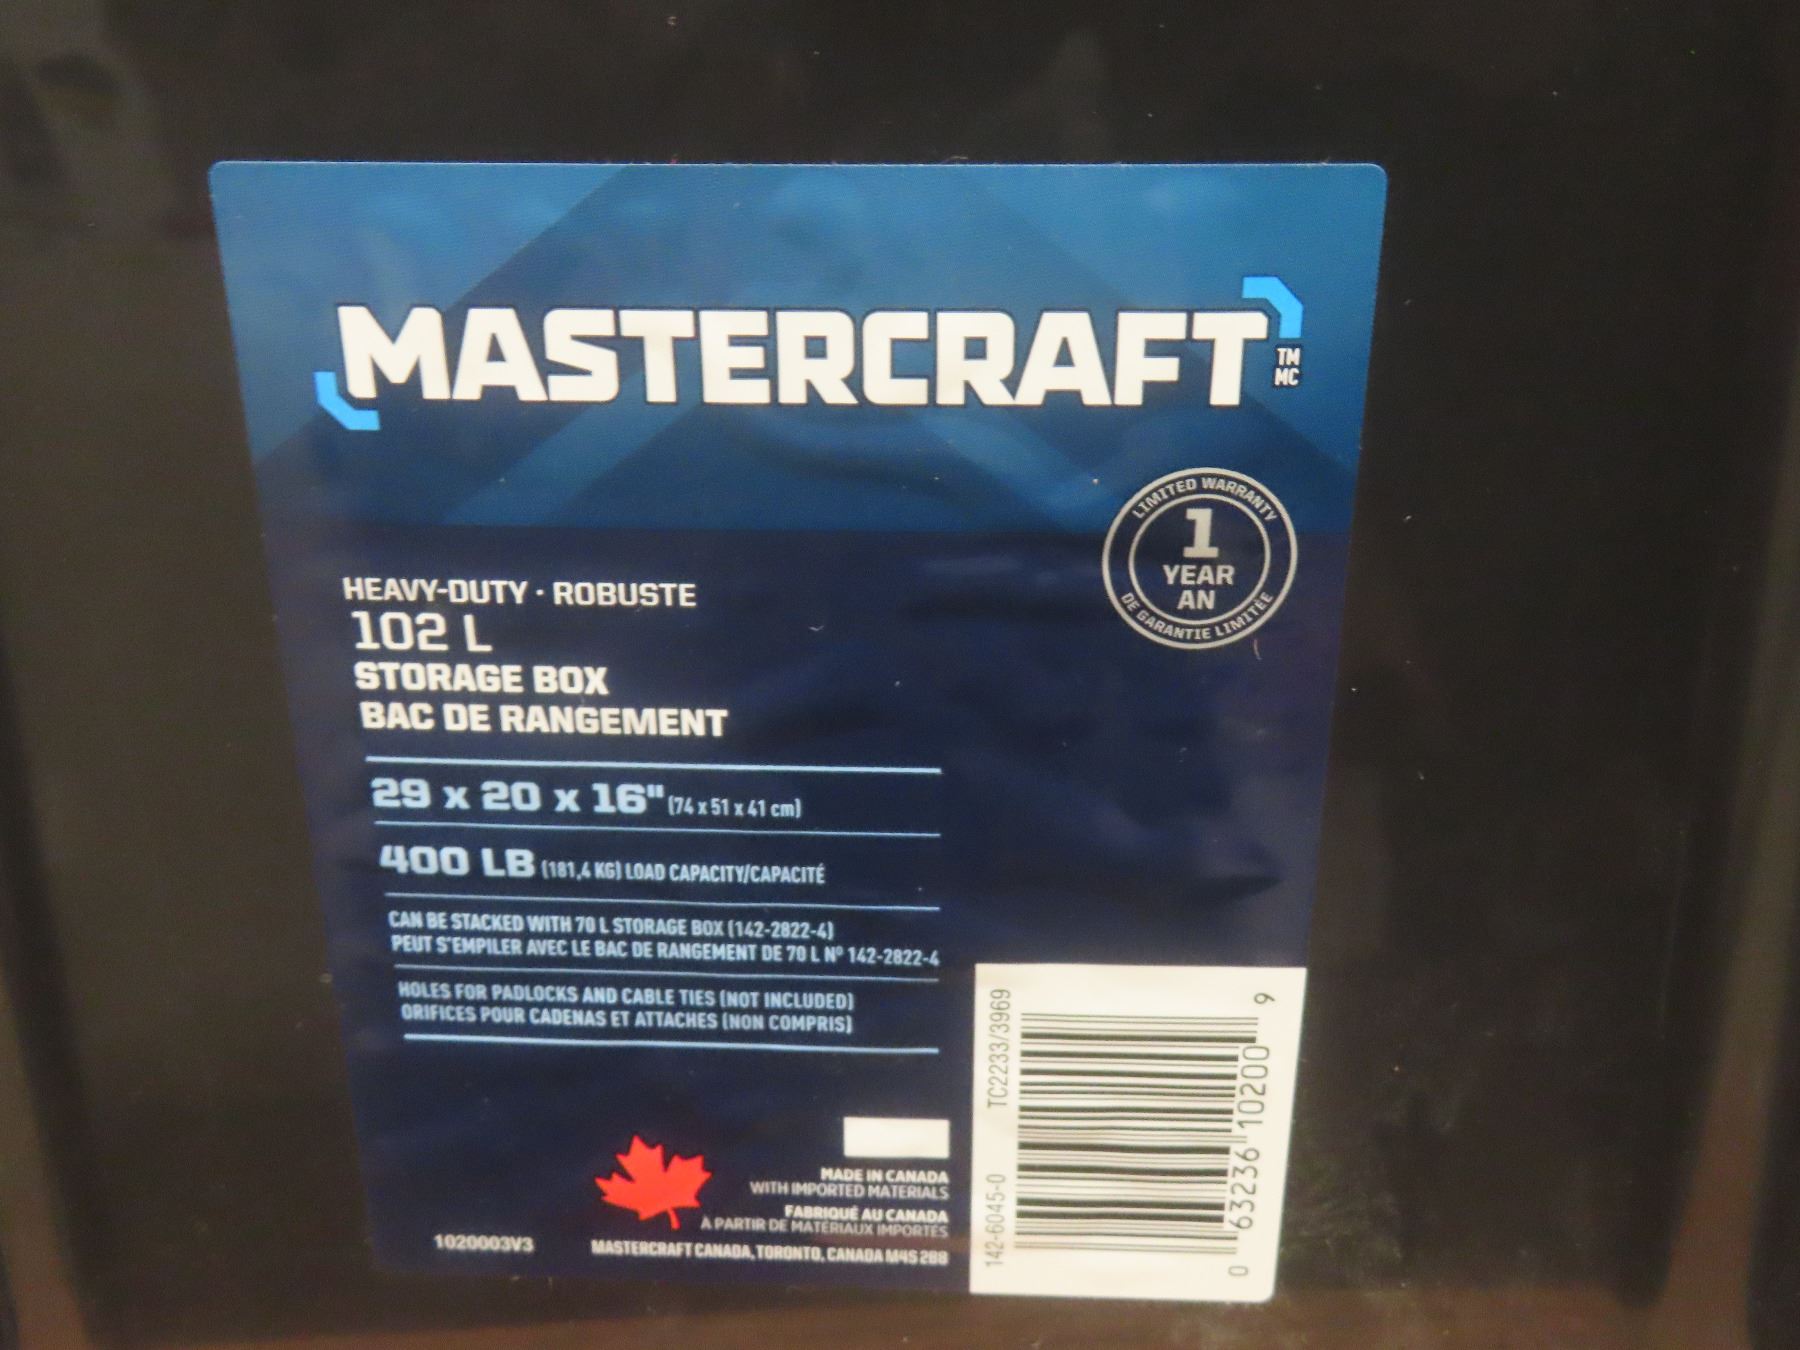 MASTERCRAFT
TM
MC
LIMITED WARRANTY
1
YEAR
AN
DE GARANTIE LIMITÉE
HEAVY-DUTY · ROBUSTE
102 L
STORAGE BOX
BAC DE RANGEMENT
29 x 20 x 16" (74 x 51 x 41 cm)
400 LB (181,4 KG) LOAD CAPACITY/CAPACITÉ
CAN BE STACKED WITH 70 L STORAGE BOX (142-2822-4)
PEUT S'EMPILER AVEC LE BAC DE RANGEMENT DE 70 L Nº 142-2822-4
HOLES FOR PADLOCKS AND CABLE TIES (NOT INCLUDED)
ORIFICES POUR CADENAS ET ATTACHES (NON COMPRIS)
MADE IN CANADA
WITH IMPORTED MATERIALS
FABRIQUÉ AU CANADA
À PARTIR DE MATÉRIAUX IMPORTÉS
1020003V3
MASTERCRAFT CANADA, TORONTO, CANADA M4S 2B8
142-6045-0 TC2233/3969
0 63236 10200 9